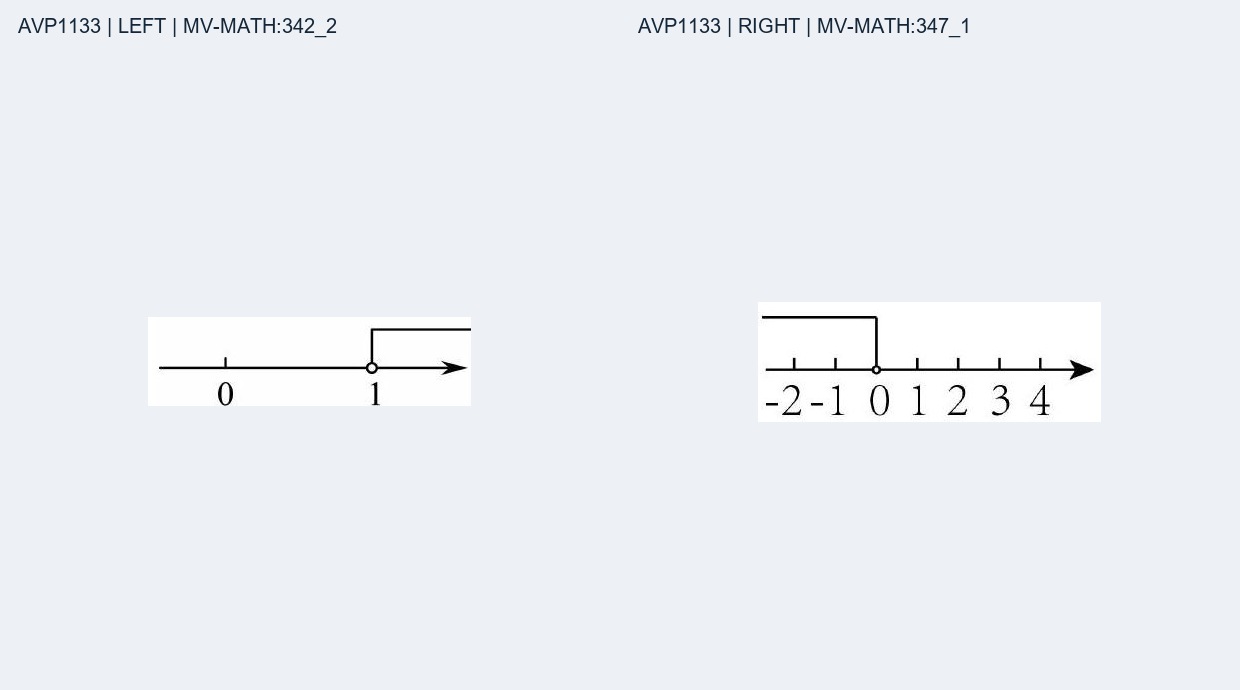 AVP1133 | LEFT | MV-MATH:342_2
AVP1133 | RIGHT | MV-MATH:347_1
0 1
-2 -1 0 1 2 3 4